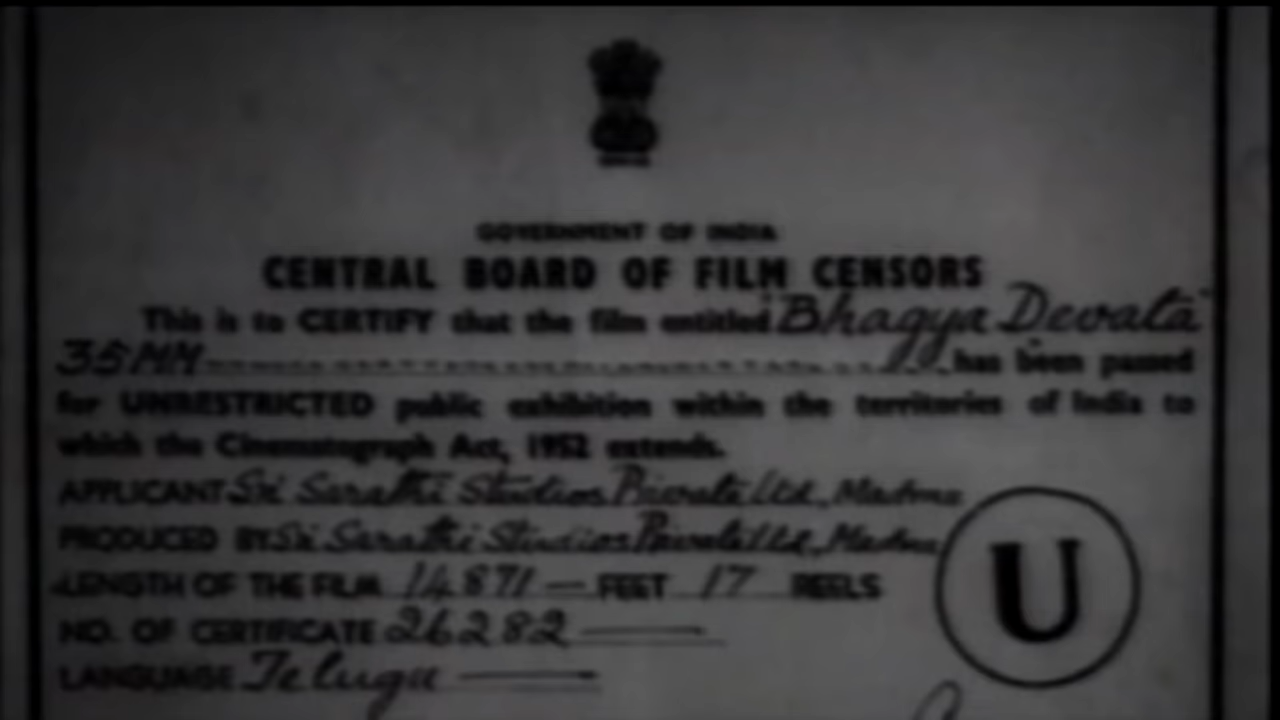 GOVERNMENT OF INDIA
CENTRAL BOARD OF FILM CENSORS
This is to CERTIFY that the film entitled "Bhagya Devata"
35MM has been passed
for UNRESTRICTED public exhibition within the territories of India to
which the Cinematograph Act, 1952 extends.
APPLICANT Sri Sarathi Studios Private Ltd., Madras
PRODUCED BY Sri Sarathi Studios Private Ltd., Madras
LENGTH OF THE FILM 14871 — FEET 17 REELS
NO. OF CERTIFICATE 26282
LANGUAGE Telugu
U